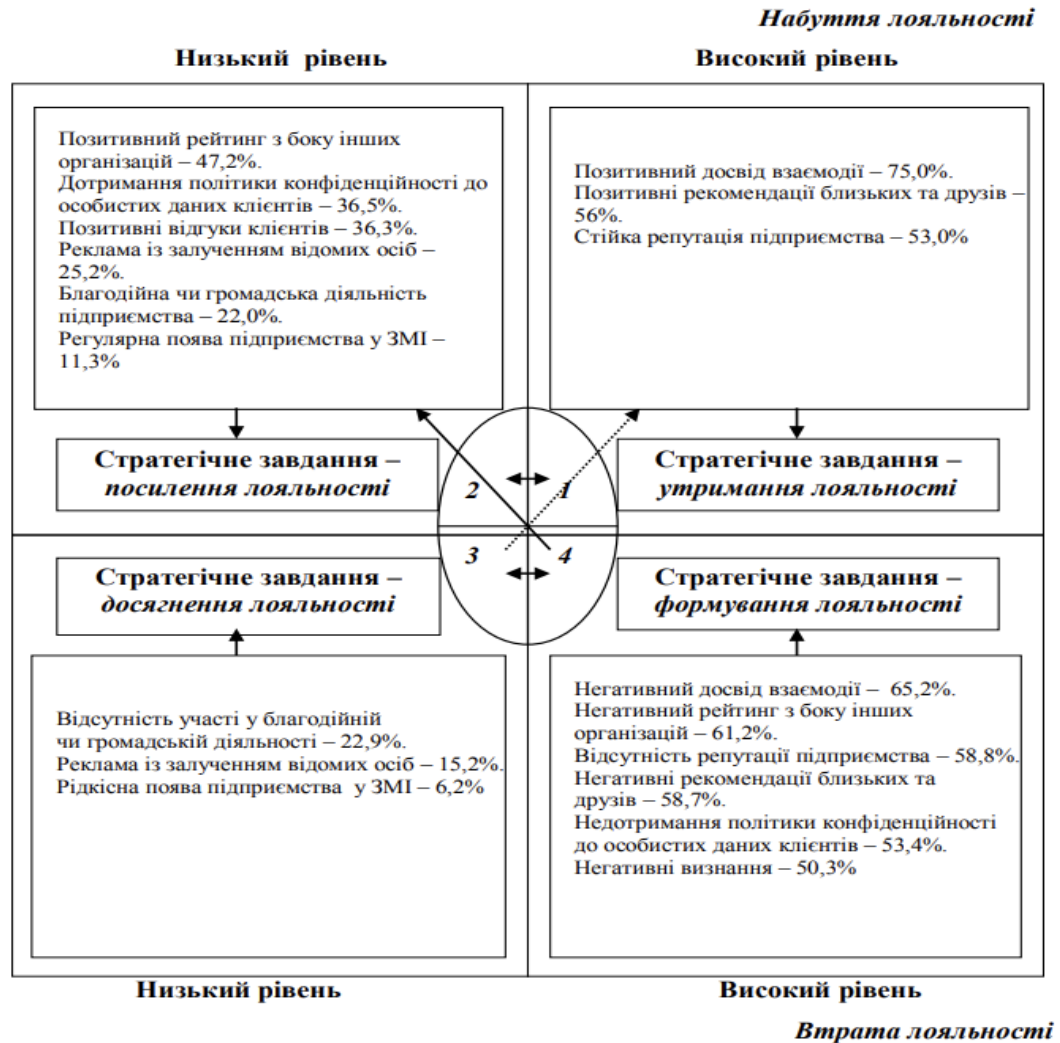 Набуття лояльності
Низький рівень
Високий рівень
Позитивний рейтинг з боку інших
організацій – 47,2%.
Дотримання політики конфіденційності до
особистих даних клієнтів – 36,5%.
Позитивні відгуки клієнтів – 36,3%.
Реклама із залученням відомих осіб –
25,2%.
Благодійна чи громадська діяльність
підприємства – 22,0%.
Регулярна поява підприємства у ЗМІ –
11,3%
Позитивний досвід взаємодії – 75,0%.
Позитивні рекомендації близьких та друзів –
56%.
Стійка репутація підприємства – 53,0%
Стратегічне завдання –
посилення лояльності
2
1
Стратегічне завдання –
утримання лояльності
Стратегічне завдання –
досягнення лояльності
3
4
Стратегічне завдання –
формування лояльності
Відсутність участі у благодійній
чи громадській діяльності – 22,9%.
Реклама із залученням відомих осіб – 15,2%.
Рідкісна поява підприємства у ЗМІ – 6,2%
Негативний досвід взаємодії – 65,2%.
Негативний рейтинг з боку інших
організацій – 61,2%.
Відсутність репутації підприємства – 58,8%.
Негативні рекомендації близьких та
друзів – 58,7%.
Недотримання політики конфіденційності
до особистих даних клієнтів – 53,4%.
Негативні визнання – 50,3%
Низький рівень
Високий рівень
Втрата лояльності